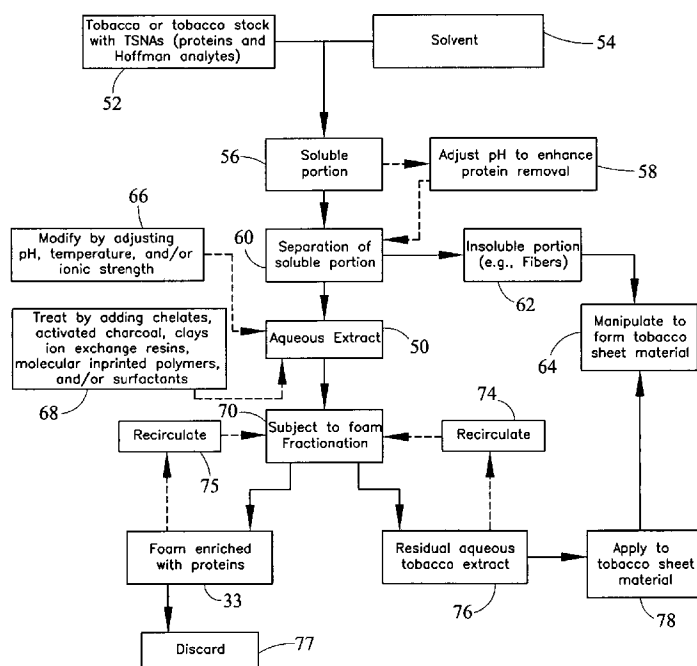 Tobacco or tobacco stock
with TSNAs (proteins and
Hoffman analytes)
52
Solvent
54
56
Soluble
portion
Adjust pH to enhance
protein removal
58
66
Modify by adjusting
pH, temperature, and/or
ionic strength
60
Separation of
soluble portion
Insoluble portion
(e.g., Fibers)
62
Treat by adding chelates,
activated charcoal, clays
ion exchange resins,
molecular inprinted polymers,
and/or surfactants
68
Aqueous Extract
50
Manipulate to
form tobacco
sheet material
64
70
Subject to foam
Fractionation
74
Recirculate
75
Recirculate
Foam enriched
with proteins
33
Residual aqueous
tobacco extract
76
Apply to
tobacco sheet
material
78
Discard
77